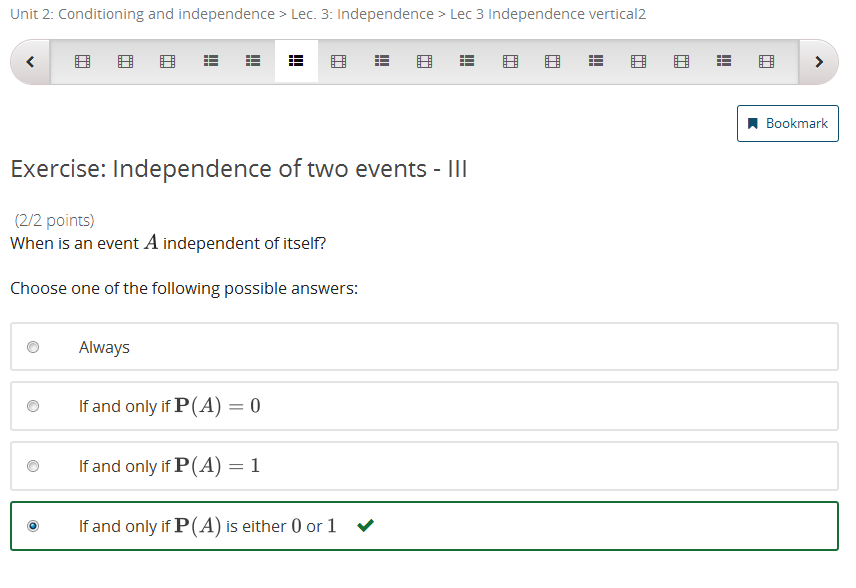 Unit 2: Conditioning and independence > Lec. 3: Independence > Lec 3 Independence vertical2
Bookmark
Exercise: Independence of two events - III
(2/2 points)
When is an event A independent of itself?
Choose one of the following possible answers:
Always
If and only if P(A) = 0
If and only if P(A) = 1
If and only if P(A) is either 0 or 1